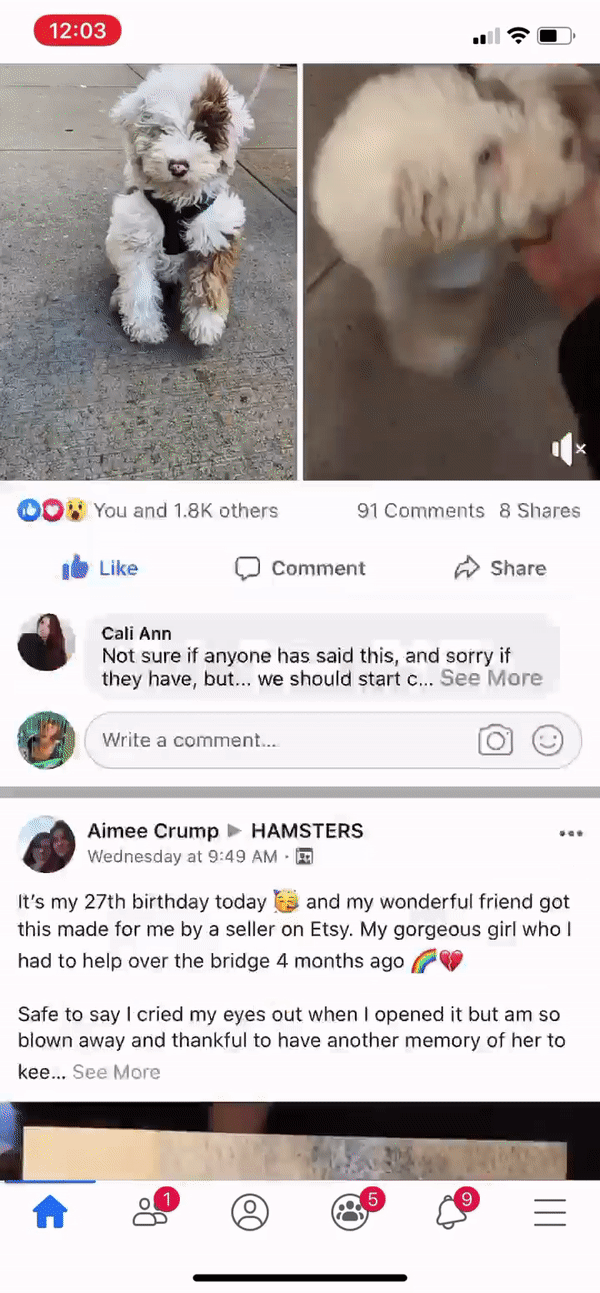 12:03
You and 1.8K others 91 Comments 8 Shares
Like Comment Share
Cali Ann
Not sure if anyone has said this, and sorry if
they have, but... we should start c... See More
Write a comment...
Aimee Crump ▶ HAMSTERS
Wednesday at 9:49 AM ·
It's my 27th birthday today 🥳 and my wonderful friend got
this made for me by a seller on Etsy. My gorgeous girl who I
had to help over the bridge 4 months ago 🌈💔
Safe to say I cried my eyes out when I opened it but am so
blown away and thankful to have another memory of her to
kee... See More
1 5 9